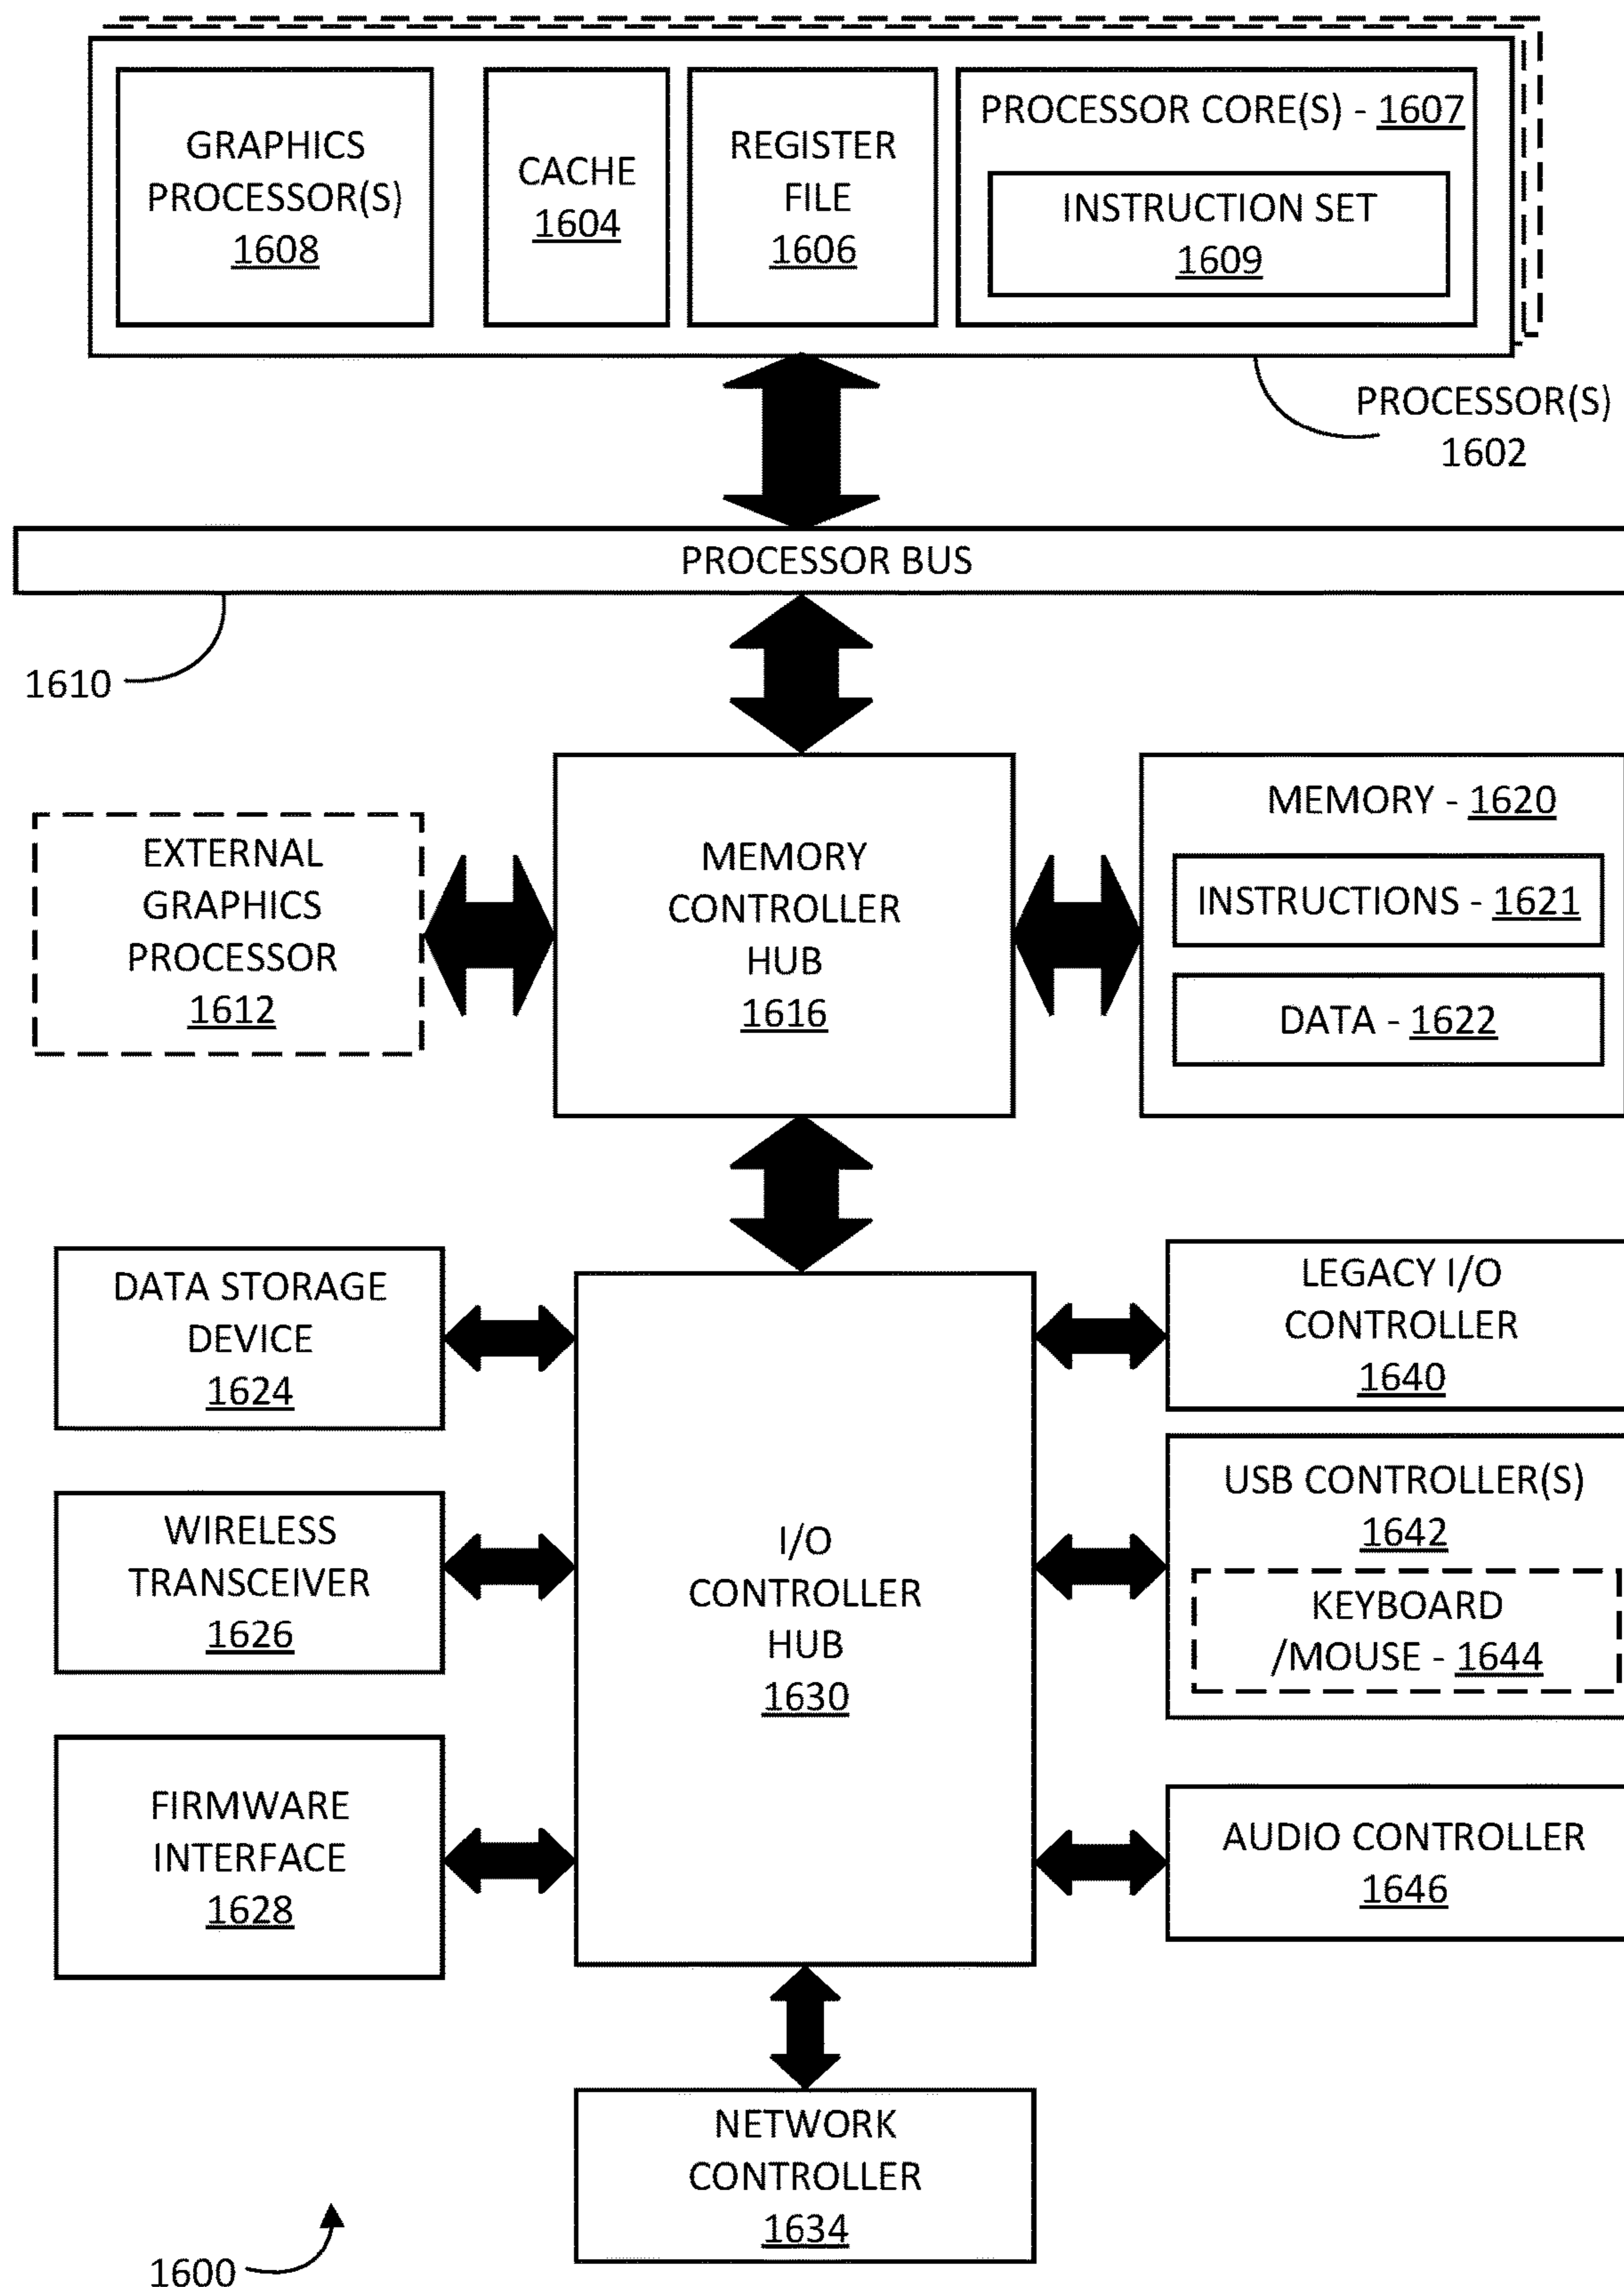 GRAPHICS
PROCESSOR(S)
1608
CACHE
1604
REGISTER
FILE
1606
PROCESSOR CORE(S) - 1607
INSTRUCTION SET
1609
PROCESSOR(S)
1602
PROCESSOR BUS
1610
EXTERNAL
GRAPHICS
PROCESSOR
1612
MEMORY
CONTROLLER
HUB
1616
MEMORY - 1620
INSTRUCTIONS - 1621
DATA - 1622
DATA STORAGE
DEVICE
1624
WIRELESS
TRANSCEIVER
1626
FIRMWARE
INTERFACE
1628
I/O
CONTROLLER
HUB
1630
LEGACY I/O
CONTROLLER
1640
USB CONTROLLER(S)
1642
KEYBOARD
/MOUSE - 1644
AUDIO CONTROLLER
1646
NETWORK
CONTROLLER
1634
1600